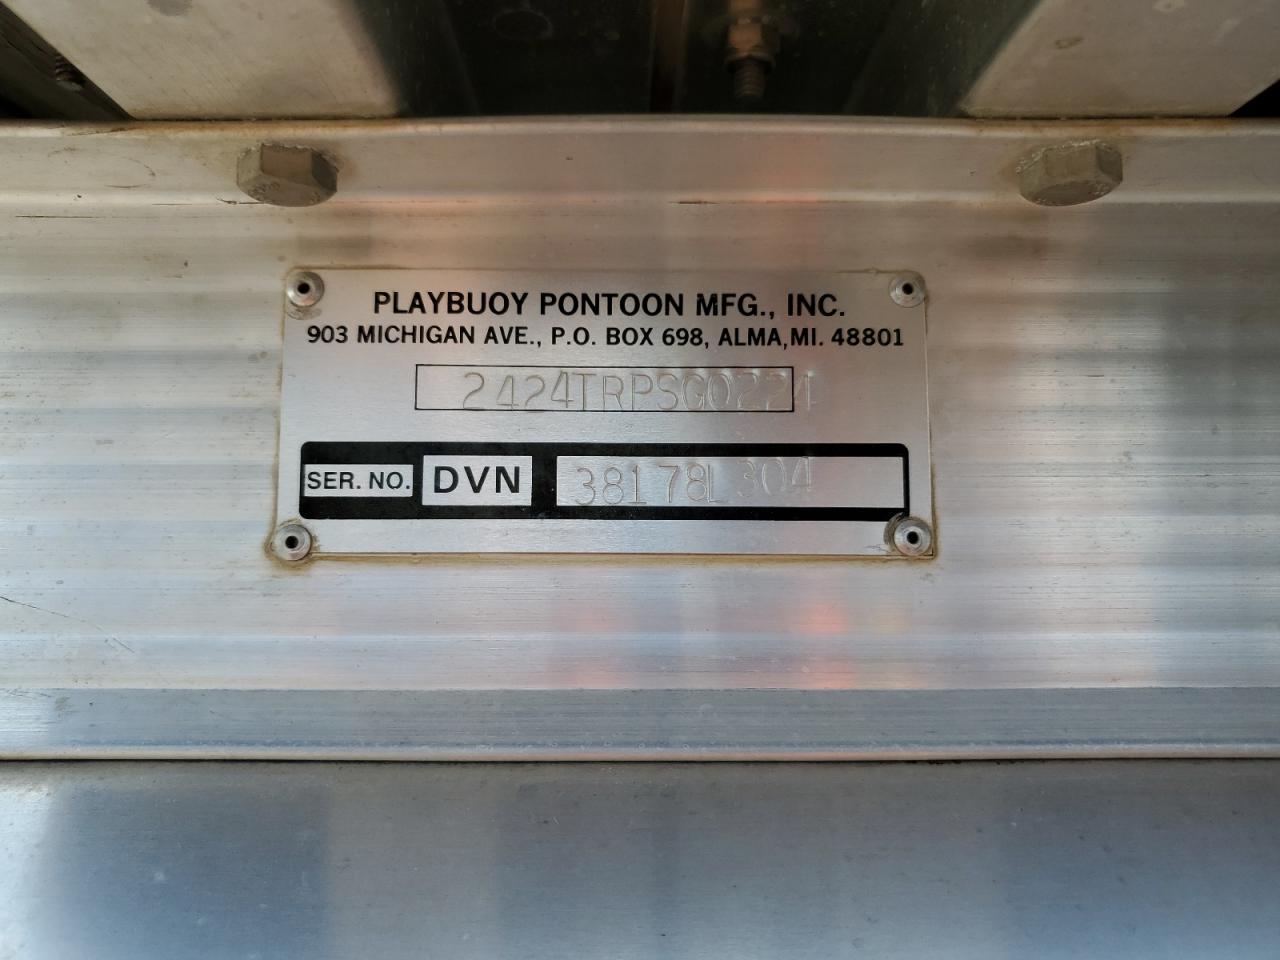 PLAYBUOY PONTOON MFG., INC.
903 MICHIGAN AVE., P.O. BOX 698, ALMA, MI. 48801
2424TRPSG0224
SER. NO. DVN 38178L304